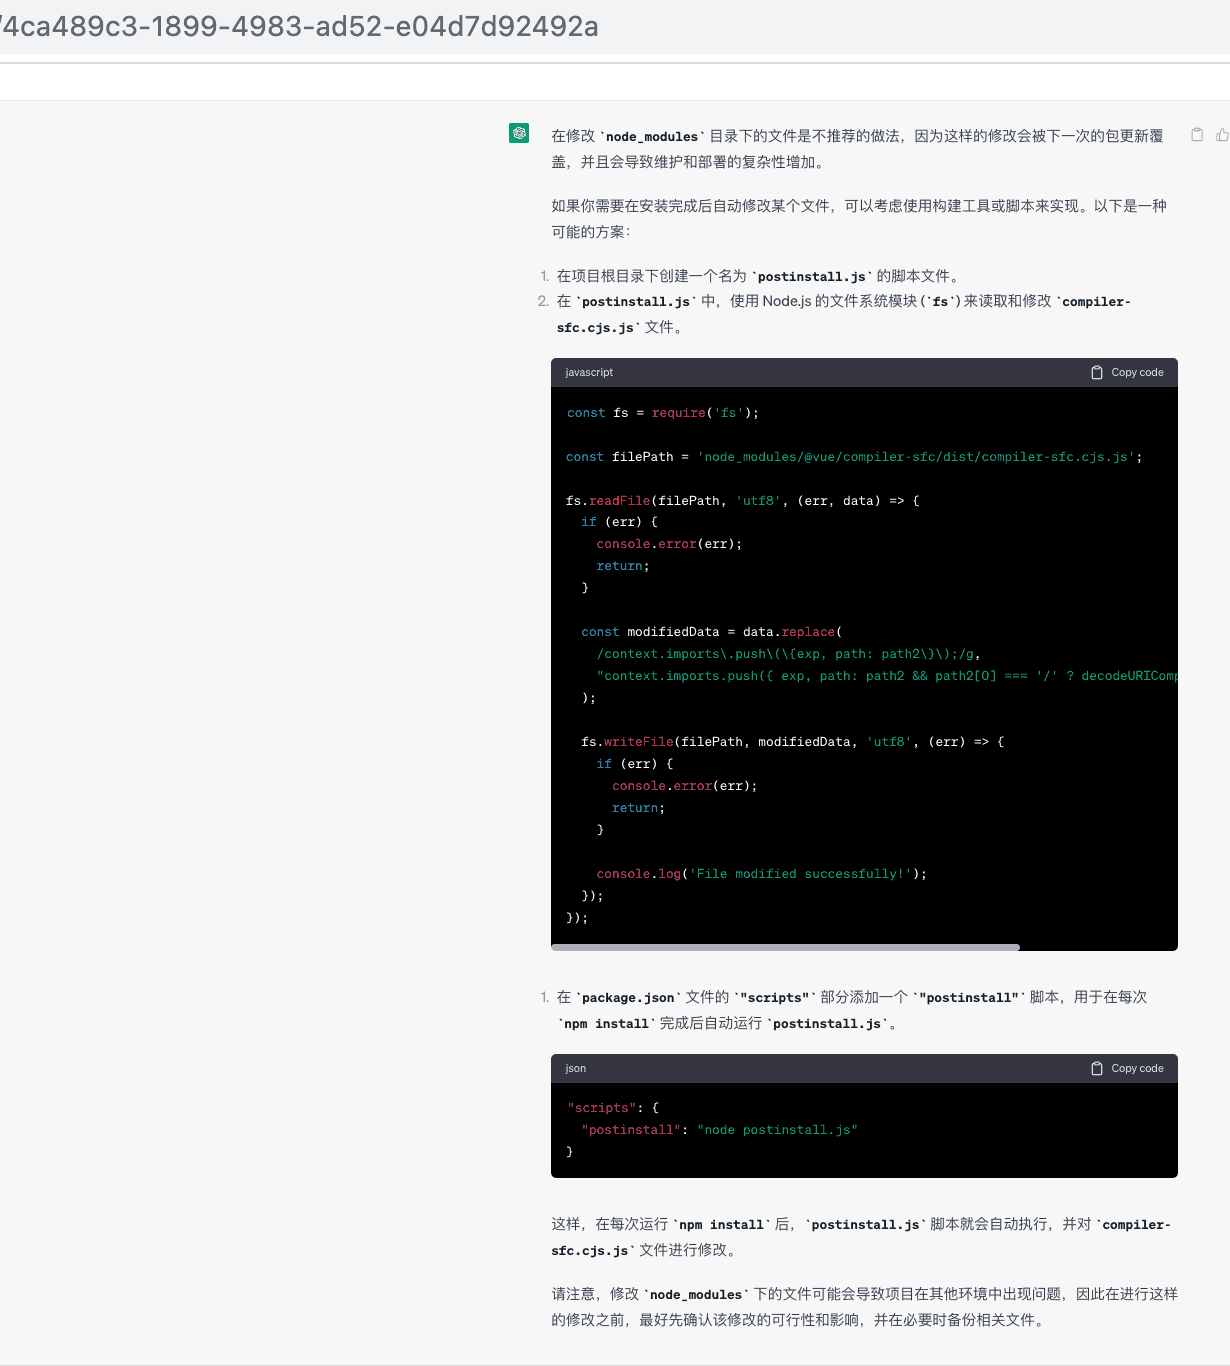 /4ca489c3-1899-4983-ad52-e04d7d92492a
在修改 `node_modules` 目录下的文件是不推荐的做法，因为这样的修改会被下一次的包更新覆
盖，并且会导致维护和部署的复杂性增加。
如果你需要在安装完成后自动修改某个文件，可以考虑使用构建工具或脚本来实现。以下是一种
可能的方案：
1. 在项目根目录下创建一个名为 `postinstall.js` 的脚本文件。
2. 在 `postinstall.js` 中，使用 Node.js 的文件系统模块 (`fs`) 来读取和修改 `compiler-
sfc.cjs.js` 文件。
javascript Copy code
const fs = require('fs');
const filePath = 'node_modules/@vue/compiler-sfc/dist/compiler-sfc.cjs.js';
fs.readFile(filePath, 'utf8', (err, data) => {
  if (err) {
    console.error(err);
    return;
  }
  const modifiedData = data.replace(
    /context.imports\.push\(\{exp, path: path2\}\);/g,
    "context.imports.push({ exp, path: path2 && path2[0] === '/' ? decodeURIComp
  );
  fs.writeFile(filePath, modifiedData, 'utf8', (err) => {
    if (err) {
      console.error(err);
      return;
    }
    console.log('File modified successfully!');
  });
});
1. 在 `package.json` 文件的 `"scripts"` 部分添加一个 `"postinstall"` 脚本，用于在每次
`npm install` 完成后自动运行 `postinstall.js`。
json Copy code
"scripts": {
  "postinstall": "node postinstall.js"
}
这样，在每次运行 `npm install` 后，`postinstall.js` 脚本就会自动执行，并对 `compiler-
sfc.cjs.js` 文件进行修改。
请注意，修改 `node_modules` 下的文件可能会导致项目在其他环境中出现问题，因此在进行这样
的修改之前，最好先确认该修改的可行性和影响，并在必要时备份相关文件。